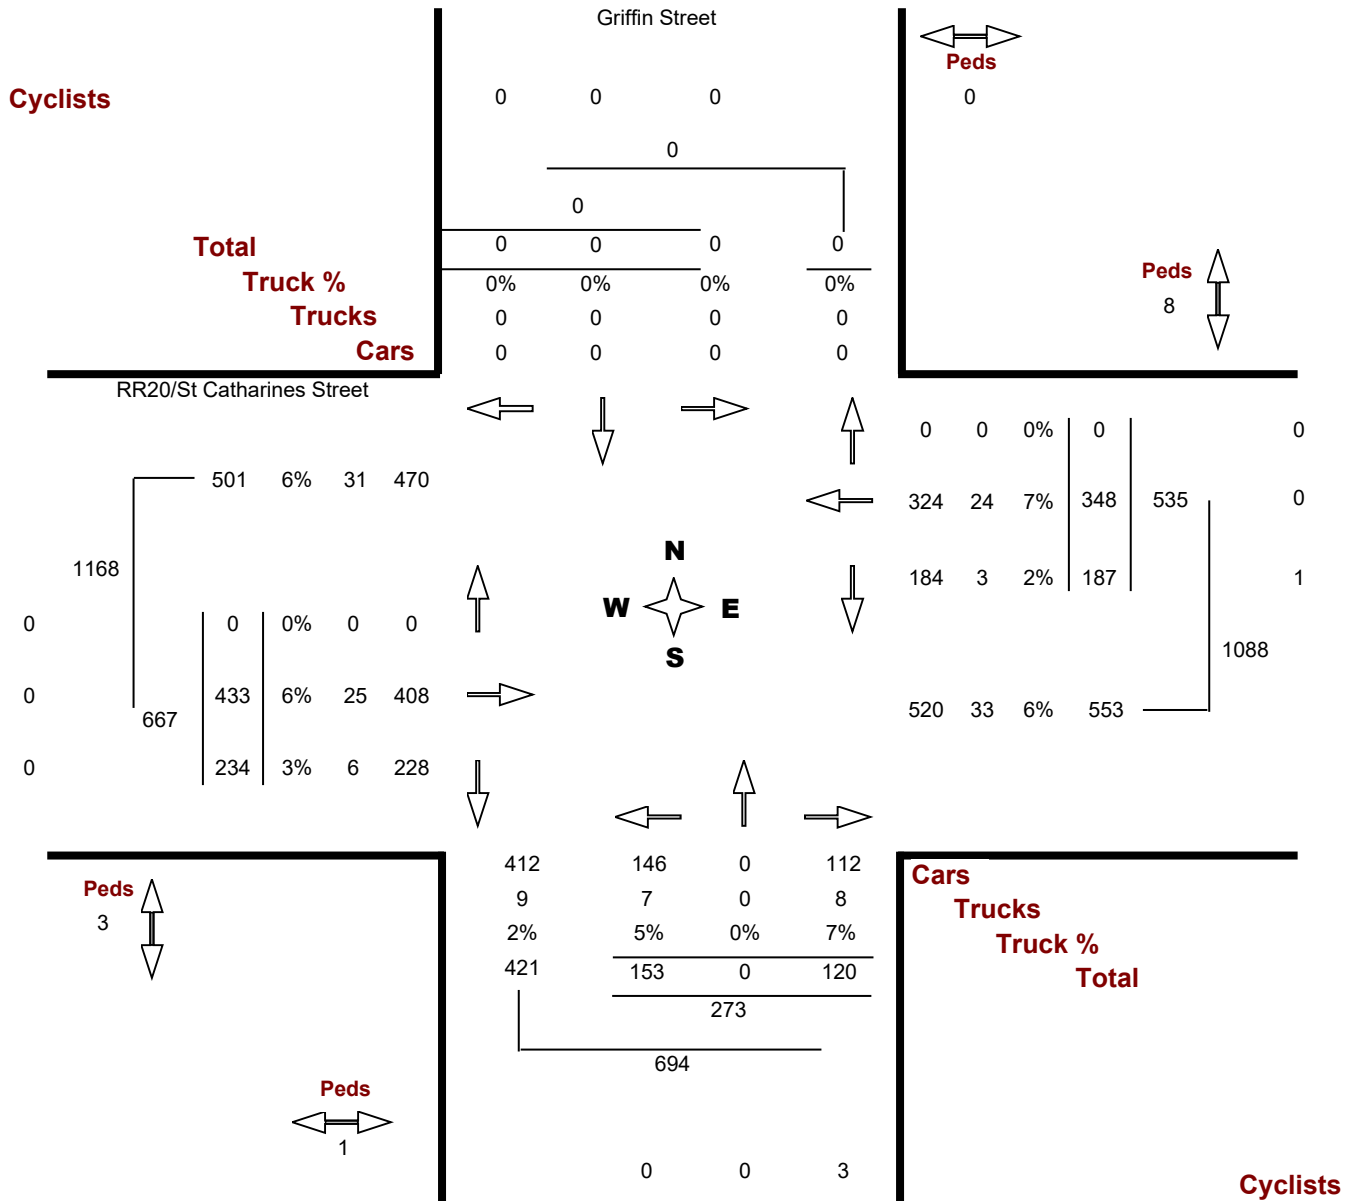 Griffin Street
Peds
Cyclists 0 0 0 0
0
0
Total 0 0 0 0
Truck % 0% 0% 0% 0%
Peds
Trucks 0 0 0 0 8
Cars 0 0 0 0
RR20/St Catharines Street
0 0 0% 0 0
501 6% 31 470
324 24 7% 348 535 0
N
1168
184 3 2% 187 1
W E
0 0 0% 0 0
S
1088
0 433 6% 25 408
667
520 33 6% 553
0 234 3% 6 228
412 146 0 112 Cars
Peds
9 7 0 8 Trucks
3
2% 5% 0% 7% Truck %
421 153 0 120 Total
273
694
Peds
1
0 0 3
Cyclists